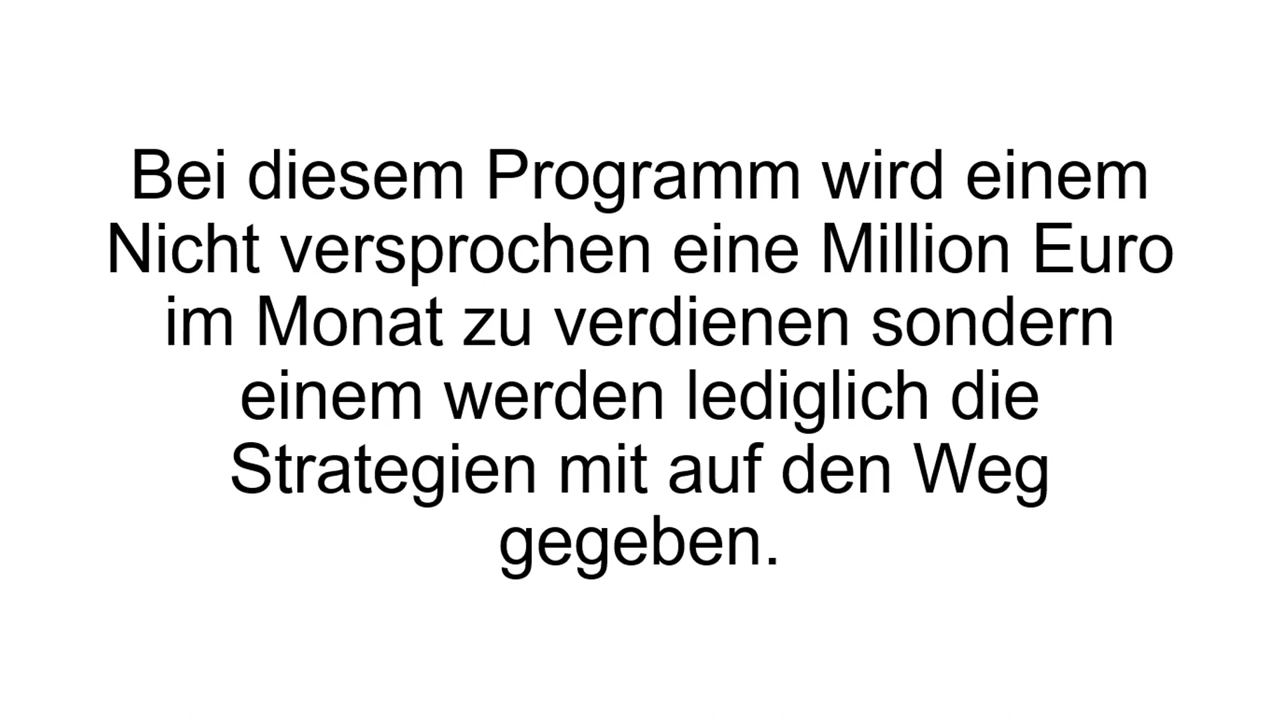 Bei diesem Programm wird einem
Nicht versprochen eine Million Euro
im Monat zu verdienen sondern
einem werden lediglich die
Strategien mit auf den Weg
gegeben.